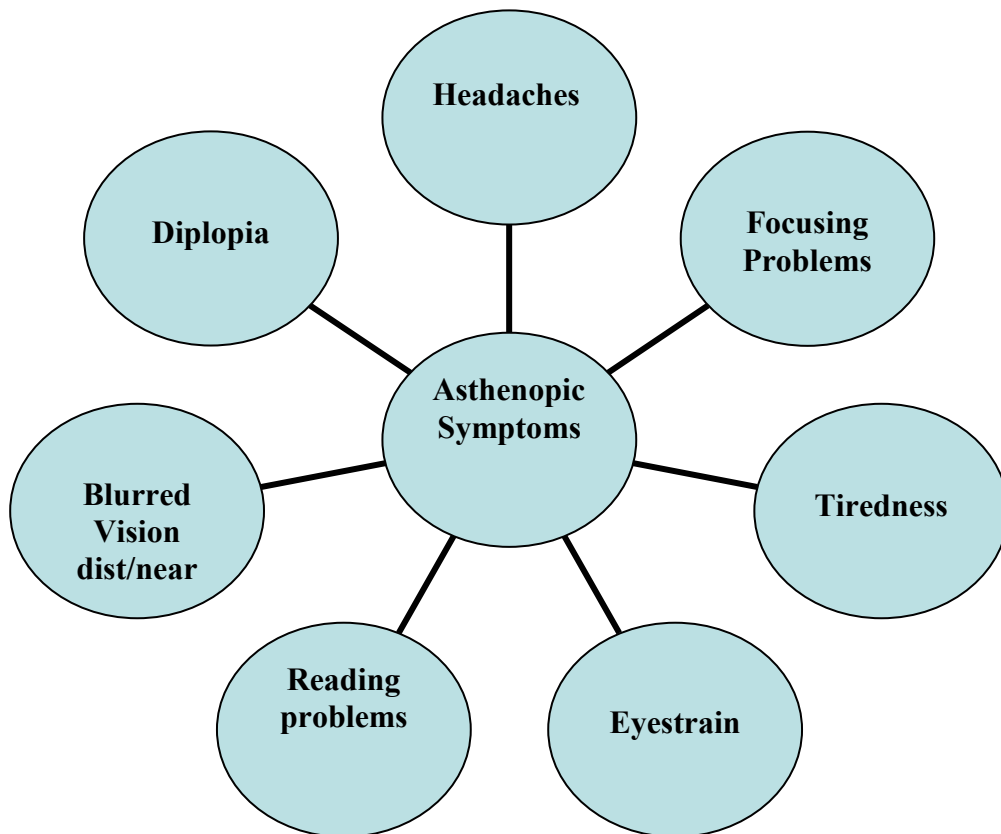 Headaches
Diplopia
Focusing
Problems
Asthenopic
Symptoms
Blurred
Vision
dist/near
Tiredness
Reading
problems
Eyestrain